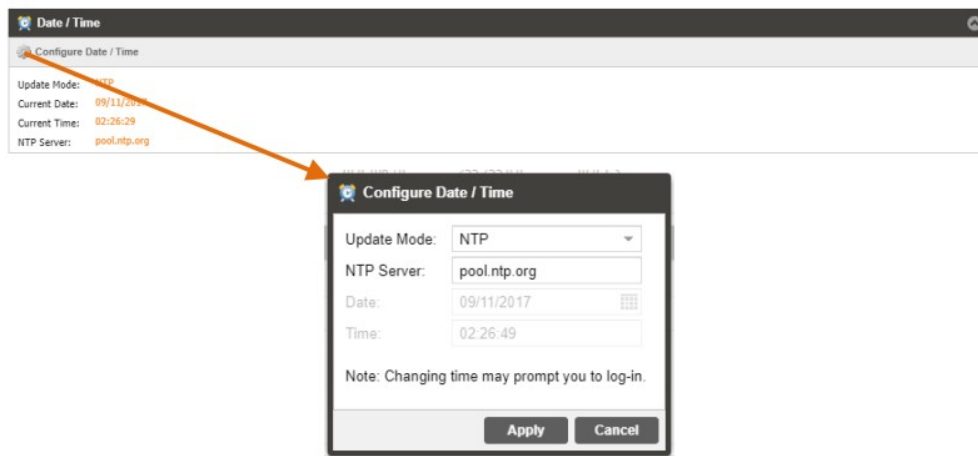 Date / Time
Configure Date / Time
Update Mode: NTP
Current Date: 09/11/2017
Current Time: 02:26:29
NTP Server: pool.ntp.org
Configure Date / Time
Update Mode: NTP
NTP Server: pool.ntp.org
Date: 09/11/2017
Time: 02:26:49
Note: Changing time may prompt you to log-in.
Apply Cancel